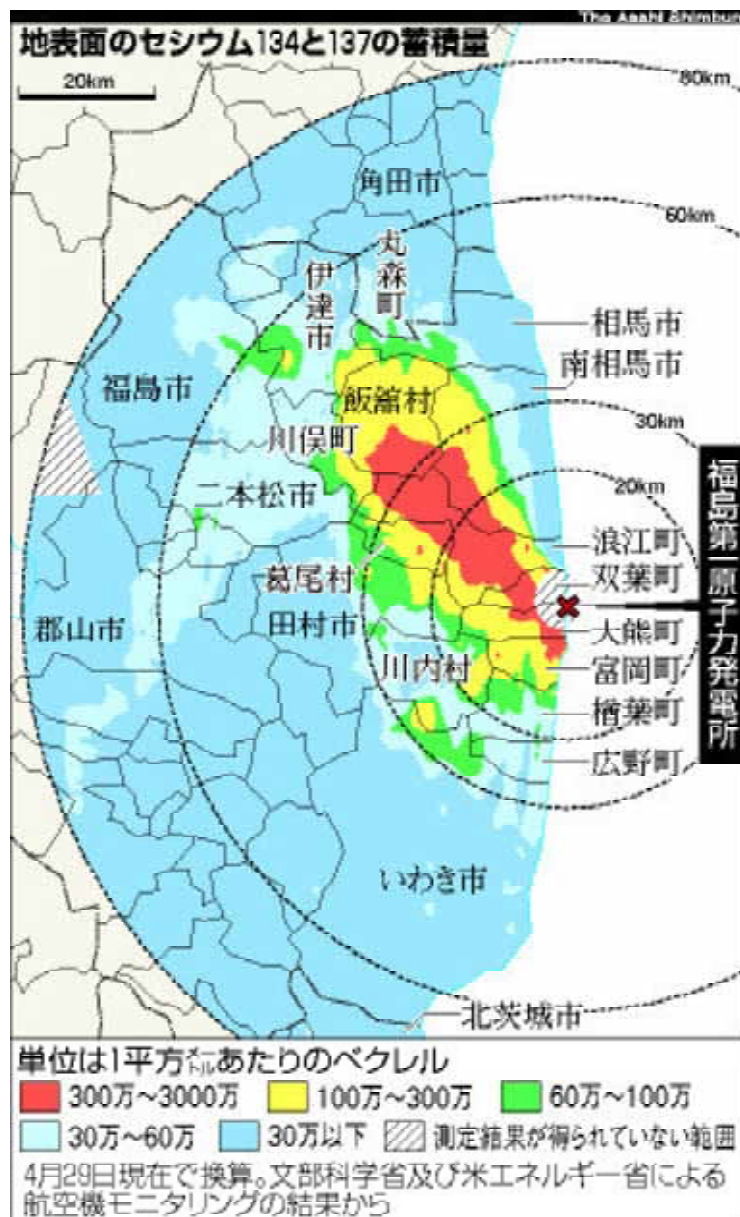 The Asahi Shimbun
地表面のセシウム134と137の蓄積量
20km
80km
角田市
60km
丸森町
伊達市
相馬市
南相馬市
福島市
飯舘村
30km
川俣町
20km
二本松市
浪江町
葛尾村
双葉町
郡山市
田村市
大熊町
川内村
富岡町
楢葉町
広野町
福島第一原子力発電所
いわき市
北茨城市
単位は1平方メートルあたりのベクレル
300万〜3000万 100万〜300万 60万〜100万
30万〜60万 30万以下 測定結果が得られていない範囲
4月29日現在で換算。文部科学省及び米エネルギー省による
航空機モニタリングの結果から